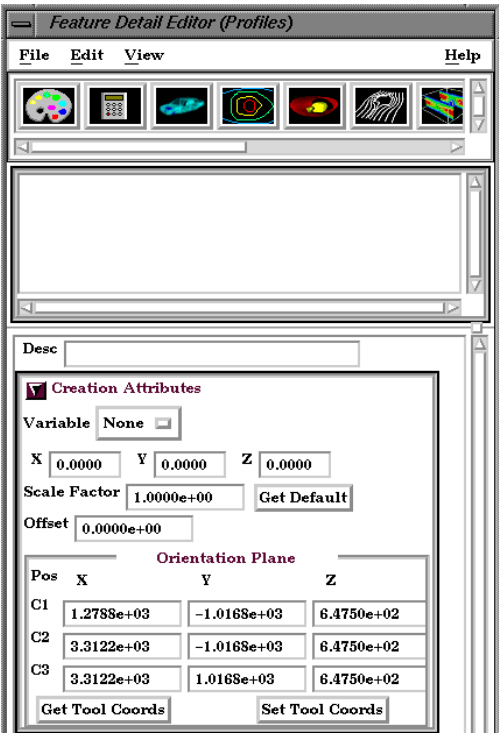 Feature Detail Editor (Profiles)
File Edit View Help
Desc
Creation Attributes
Variable None
X 0.0000 Y 0.0000 Z 0.0000
Scale Factor 1.0000e+00 Get Default
Offset 0.0000e+00
Orientation Plane
Pos X Y Z
C1 1.2788e+03 -1.0168e+03 6.4750e+02
C2 3.3122e+03 -1.0168e+03 6.4750e+02
C3 3.3122e+03 1.0168e+03 6.4750e+02
Get Tool Coords Set Tool Coords